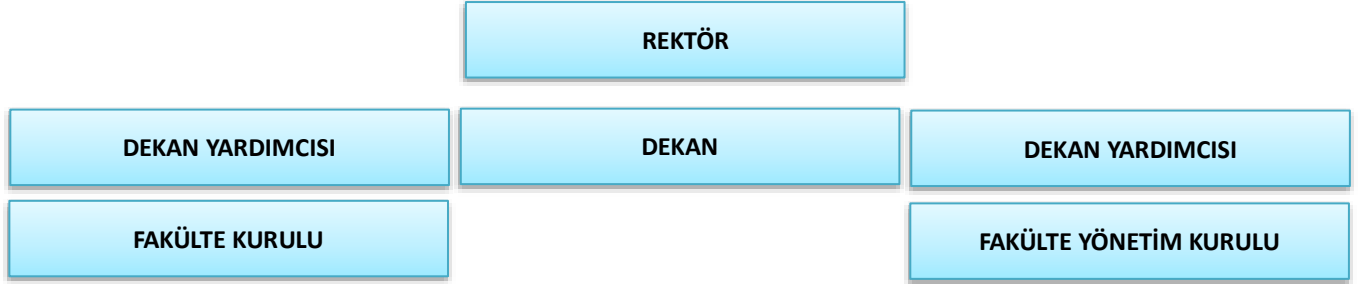 REKTÖR
DEKAN YARDIMCISI
DEKAN
DEKAN YARDIMCISI
FAKÜLTE KURULU
FAKÜLTE YÖNETİM KURULU